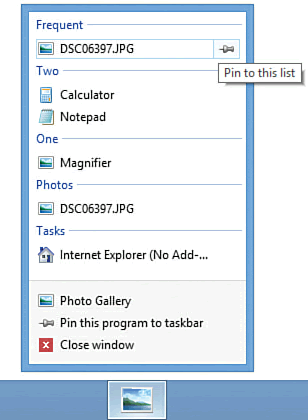 Frequent
DSC06397.JPG
Pin to this list
Two
Calculator
Notepad
One
Magnifier
Photos
DSC06397.JPG
Tasks
Internet Explorer (No Add-...
Photo Gallery
Pin this program to taskbar
Close window